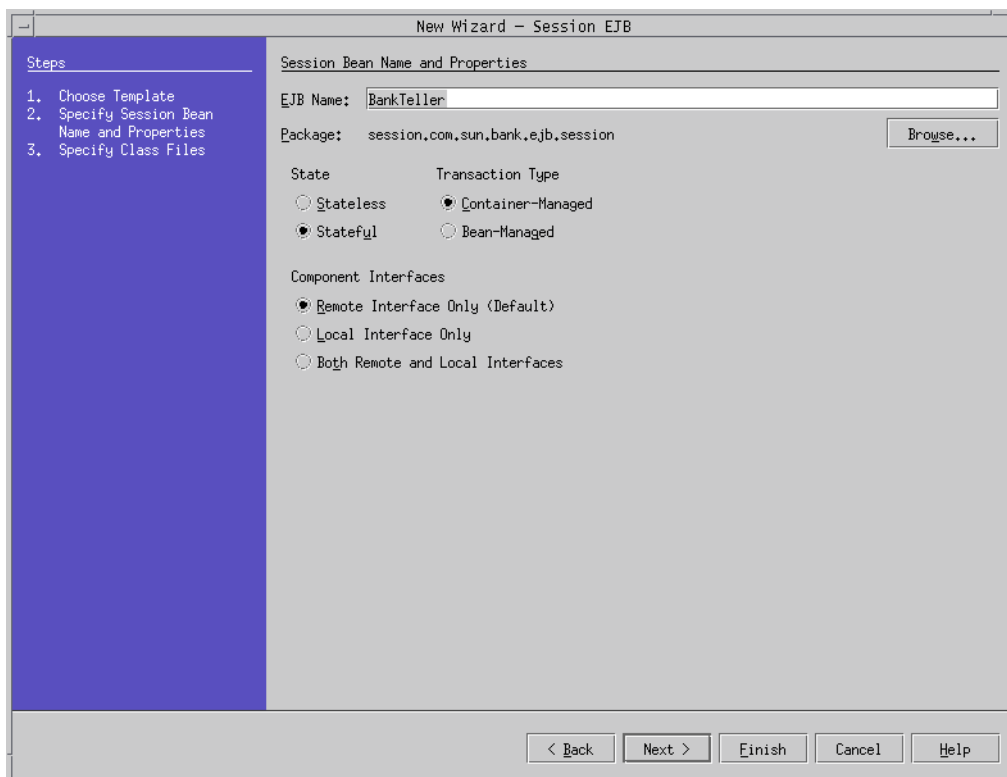 New Wizard - Session EJB
Steps
1. Choose Template
2. Specify Session Bean
Name and Properties
3. Specify Class Files
Session Bean Name and Properties
EJB Name: BankTeller
Package: session.com.sun.bank.ejb.session Browse...
State Transaction Type
Stateless Container-Managed
Stateful Bean-Managed
Component Interfaces
Remote Interface Only (Default)
Local Interface Only
Both Remote and Local Interfaces
< Back Next > Finish Cancel Help